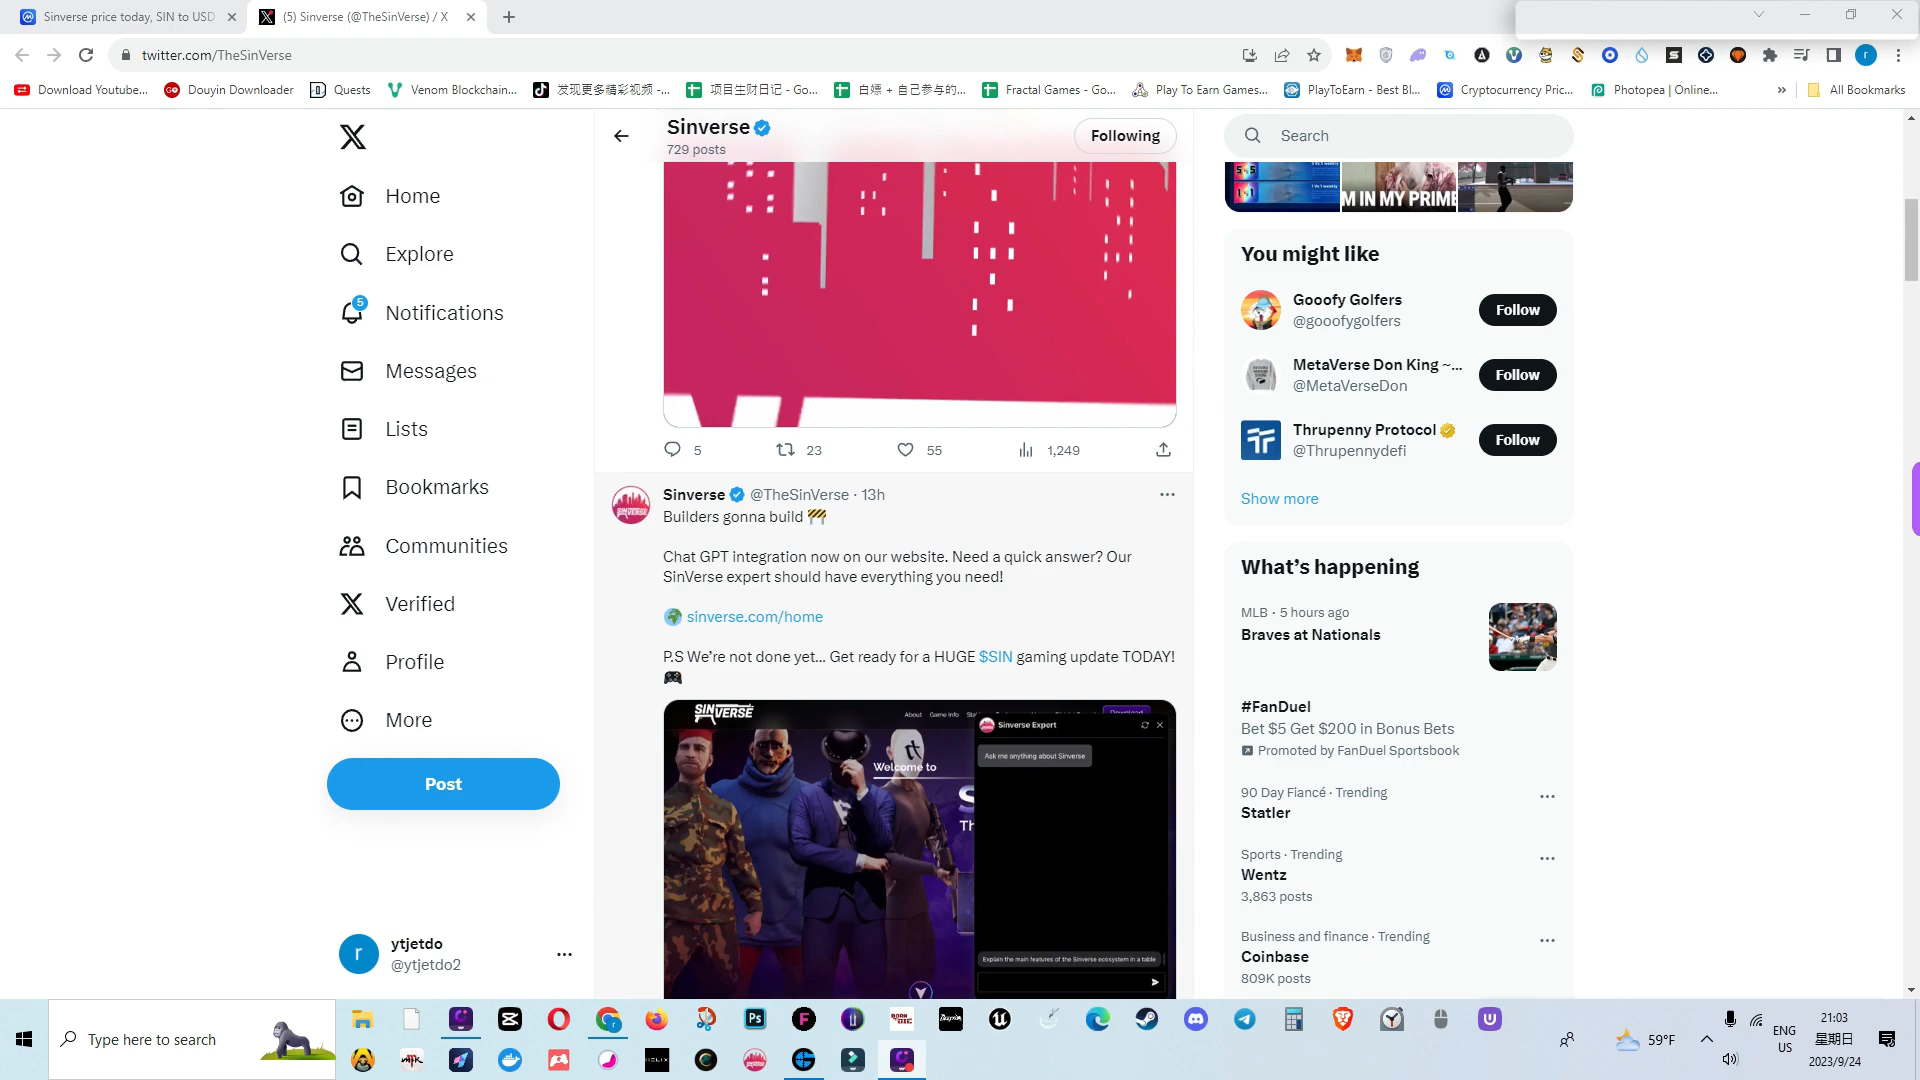 Sinverse price today, SIN to USD
(5) Sinverse (@TheSinVerse) / X
twitter.com/TheSinVerse
Download Youtube...
Douyin Downloader
Quests
Venom Blockchain...
发现更多精彩视频 -...
项目生财日记 - Go...
白嫖 + 自己参与的...
Fractal Games - Go...
Play To Earn Games...
PlayToEarn - Best Bl...
Cryptocurrency Pric...
Photopea | Online...
All Bookmarks
Home
Explore
5
Notifications
Messages
Lists
Bookmarks
Communities
Verified
Profile
More
Post
ytjetdo
@ytjetdo2
Sinverse
729 posts
Following
5
23
55
1,249
Sinverse @TheSinVerse · 13h
Builders gonna build 🚧
Chat GPT integration now on our website. Need a quick answer? Our
SinVerse expert should have everything you need!
🌍 sinverse.com/home
P.S We're not done yet... Get ready for a HUGE $SIN gaming update TODAY!
🎮
SINVERSE
About
Game Info
Download
Welcome to
Sinverse Expert
Ask me anything about Sinverse
Explain the main features of the Sinverse ecosystem in a table
Search
M IN MY PRIME
You might like
Gooofy Golfers
@gooofygolfers
Follow
MetaVerse Don King ~...
@MetaVerseDon
Follow
Thrupenny Protocol
@Thrupennydefi
Follow
Show more
What's happening
MLB · 5 hours ago
Braves at Nationals
#FanDuel
Bet $5 Get $200 in Bonus Bets
Promoted by FanDuel Sportsbook
90 Day Fiancé · Trending
Statler
Sports · Trending
Wentz
3,863 posts
Business and finance · Trending
Coinbase
809K posts
Type here to search
59°F
ENG
US
21:03
星期日
2023/9/24